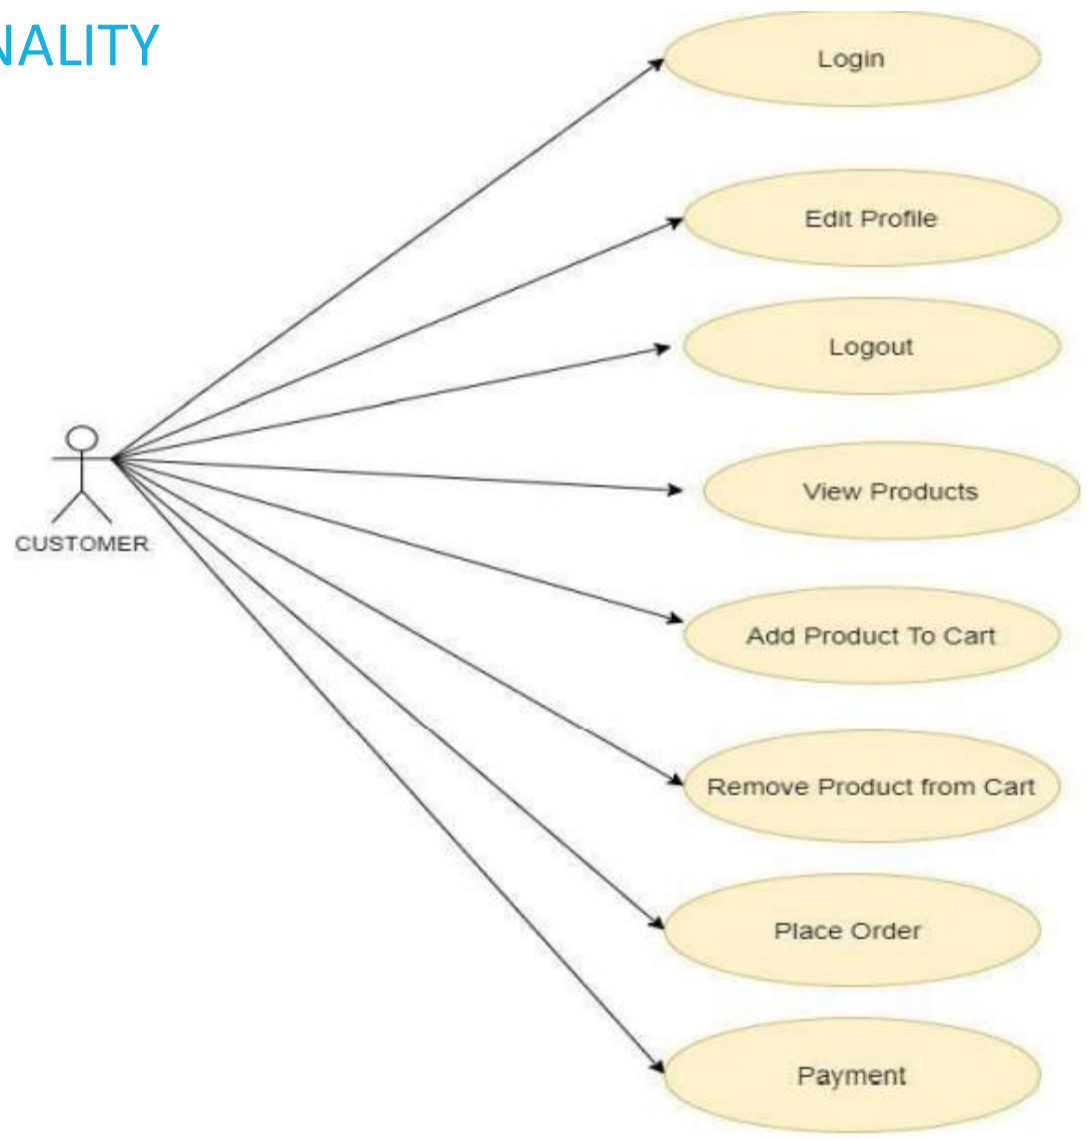 NALITY
Login
Edit Profile
Logout
View Products
CUSTOMER
Add Product To Cart
Remove Product from Cart
Place Order
Payment